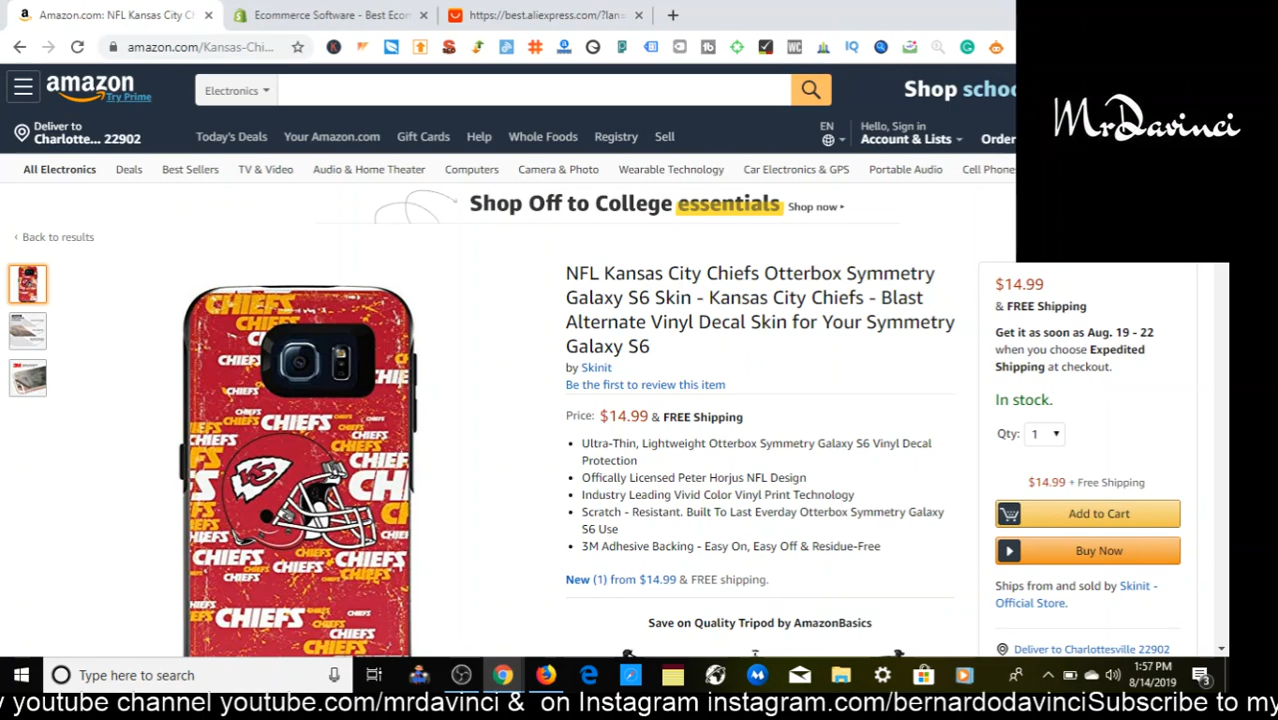 Amazon.com: NFL Kansas City C
Ecommerce Software - Best Econ
https://best.aliexpress.com/?lan=
amazon.com/Kansas-Chi...
amazon
Try Prime
Electronics
Shop schoo
MrDavinci
Deliver to
Charlotte... 22902
Today's Deals Your Amazon.com Gift Cards Help Whole Foods Registry Sell
EN
Hello, Sign in
Account & Lists
Order
All Electronics Deals Best Sellers TV & Video Audio & Home Theater Computers Camera & Photo Wearable Technology Car Electronics & GPS Portable Audio Cell Phone
Shop Off to College essentials Shop now
‹ Back to results
NFL Kansas City Chiefs Otterbox Symmetry
Galaxy S6 Skin - Kansas City Chiefs - Blast
Alternate Vinyl Decal Skin for Your Symmetry
Galaxy S6
by Skinit
Be the first to review this item
Price: $14.99 & FREE Shipping
• Ultra-Thin, Lightweight Otterbox Symmetry Galaxy S6 Vinyl Decal
Protection
• Offically Licensed Peter Horjus NFL Design
• Industry Leading Vivid Color Vinyl Print Technology
• Scratch - Resistant. Built To Last Everday Otterbox Symmetry Galaxy
S6 Use
• 3M Adhesive Backing - Easy On, Easy Off & Residue-Free
New (1) from $14.99 & FREE shipping.
Save on Quality Tripod by AmazonBasics
$14.99
& FREE Shipping
Get it as soon as Aug. 19 - 22
when you choose Expedited
Shipping at checkout.
In stock.
Qty: 1
$14.99 + Free Shipping
Add to Cart
Buy Now
Ships from and sold by Skinit -
Official Store.
Deliver to Charlottesville 22902
CHIEFS
CHIEFS
CHIEFS
CHIEFS
KC
CHIEFS
CHIEFS
CHIEFS
Type here to search
1:57 PM
8/14/2019
3
y youtube channel youtube.com/mrdavinci & on Instagram instagram.com/bernardodavinciSubscribe to my